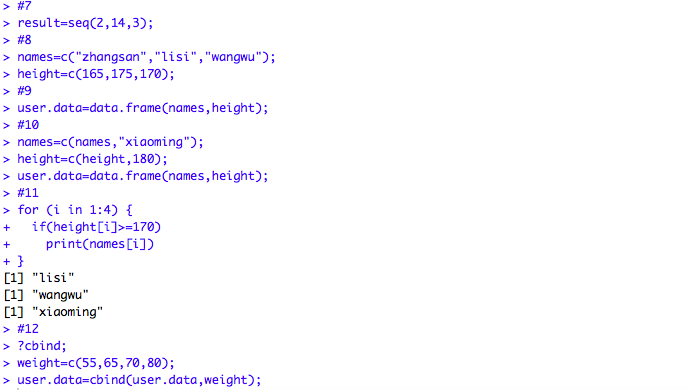 > #7
> result=seq(2,14,3);
> #8
> names=c("zhangsan","lisi","wangwu");
> height=c(165,175,170);
> #9
> user.data=data.frame(names,height);
> #10
> names=c(names,"xiaoming");
> height=c(height,180);
> user.data=data.frame(names,height);
> #11
> for (i in 1:4) {
+   if(height[i]>=170)
+     print(names[i])
+ }
[1] "lisi"
[1] "wangwu"
[1] "xiaoming"
> #12
> ?cbind;
> weight=c(55,65,70,80);
> user.data=cbind(user.data,weight);